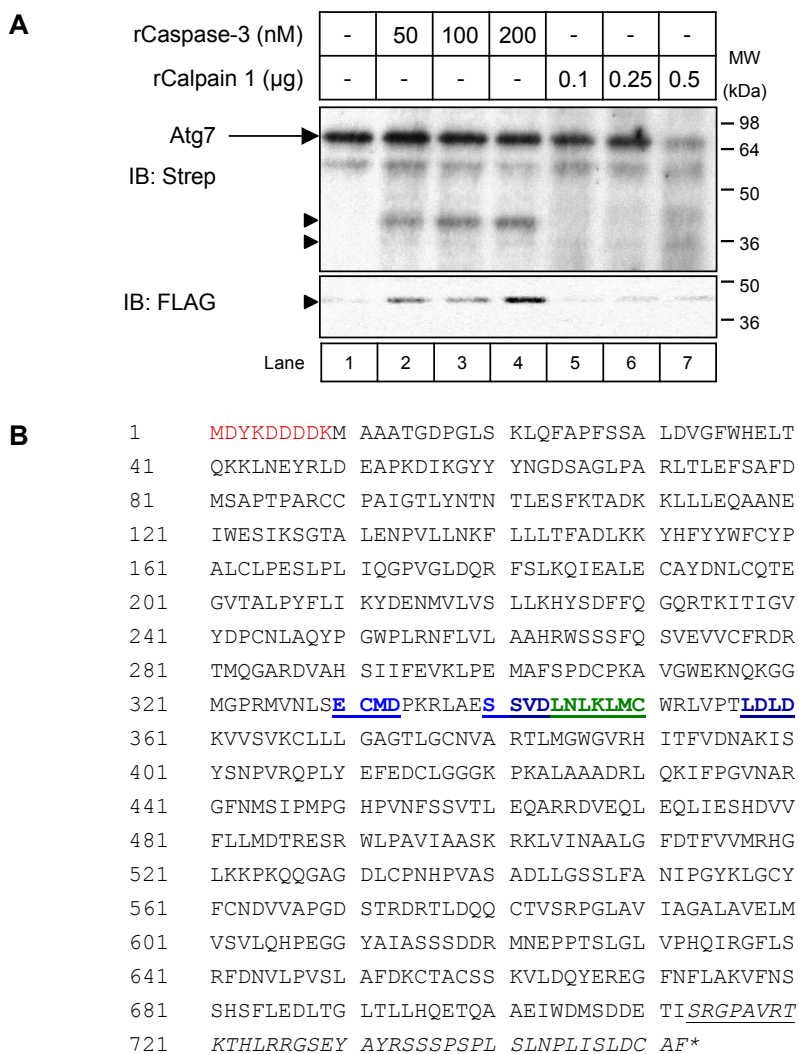 A
rCaspase-3 (nM) - 50 100 200 - - -
rCalpain 1 (µg) - - - - 0.1 0.25 0.5
MW
(kDa)
Atg7
IB: Strep
98
64
50
36
IB: FLAG
50
36
Lane 1 2 3 4 5 6 7
B
1 MDYKDDDDKM AAATGDPGLS KLQFAPFSSA LDVGFWHELT
41 QKKLNEYRLD EAPKDIKGYY YNGDSAGLPA RLTLEFSAFD
81 MSAPTPARCC PAIGTLYNTN TLESFKTADK KLLLEQAANE
121 IWESIKSGTA LENPVLLNKF LLLTFADLKK YHFYYWFCYP
161 ALCLPESLPL IQGPVGLDQR FSLKQIEALE CAYDNLCQTE
201 GVTALPYFLI KYDENMVLVS LLKHYSDFFQ GQRTKITIGV
241 YDPCNLAQYP GWPLRNFLVL AAHRWSSSFQ SVEVVCFRDR
281 TMQGARDVAH SIIFEVKLPE MAFSPDCPKA VGWEKNQKGG
321 MGPRMVNLSE CMDPKRLAES SVDLNLKLMC WRLVPTLDLD
361 KVVSVKCLLL GAGTLGCNVA RTLMGWGVRH ITFVDNAKIS
401 YSNPVRQPLY EFEDCLGGGK PKALAAADRL QKIFPGVNAR
441 GFNMSIPMPG HPVNFSSVTL EQARRDVEQL EQLIESHDVV
481 FLLMDTRESR WLPAVIAASK RKLVINAALG FDTFVVMRHG
521 LKKPKQQGAG DLCPNHPVAS ADLLGSSLFA NIPGYKLGCY
561 FCNDVVAPGD STRDRTLDQQ CTVSRPGLAV IAGALAVELM
601 VSVLQHPEGG YAIASSSDDR MNEPPTSLGL VPHQIRGFLS
641 RFDNVLPVSL AFDKCTACSS KVLDQYEREG FNFLAKVFNS
681 SHSFLEDLTG LTLLHQETQA AEIWDMSDDE TISRGPAVRT
721 KTHLRRGSEY AYRSSSPSPL SLNPLISLDC AF*